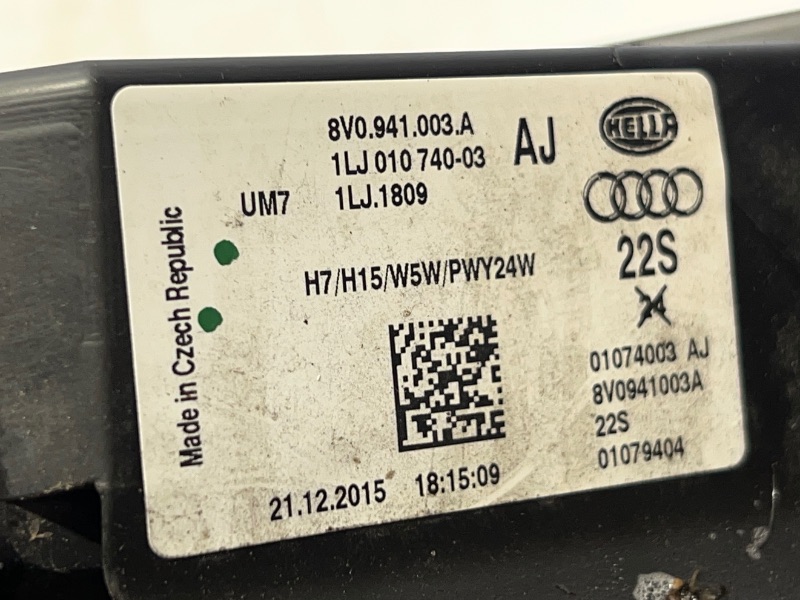 8V0.941.003.A
1LJ 010 740-03
AJ
HELLA
UM7
1LJ.1809
22S
H7/H15/W5W/PWY24W
Made in Czech Republic
01074003 AJ
8V0941003A
22S
01079404
21.12.2015 18:15:09